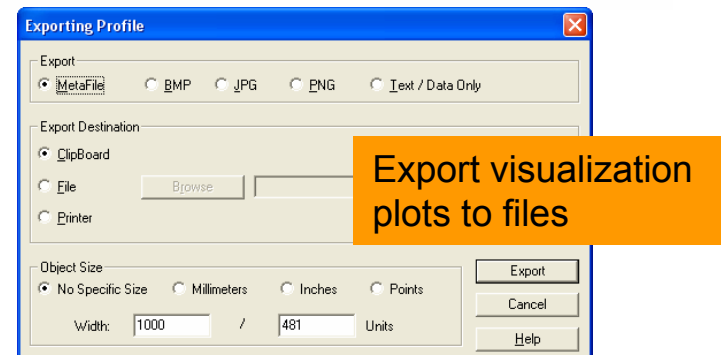 Exporting Profile
Export
MetaFile BMP JPG PNG Text / Data Only
Export Destination
ClipBoard
File Browse
Printer
Export visualization
plots to files
Object Size
No Specific Size Millimeters Inches Points
Width: 1000 / 481 Units
Export
Cancel
Help